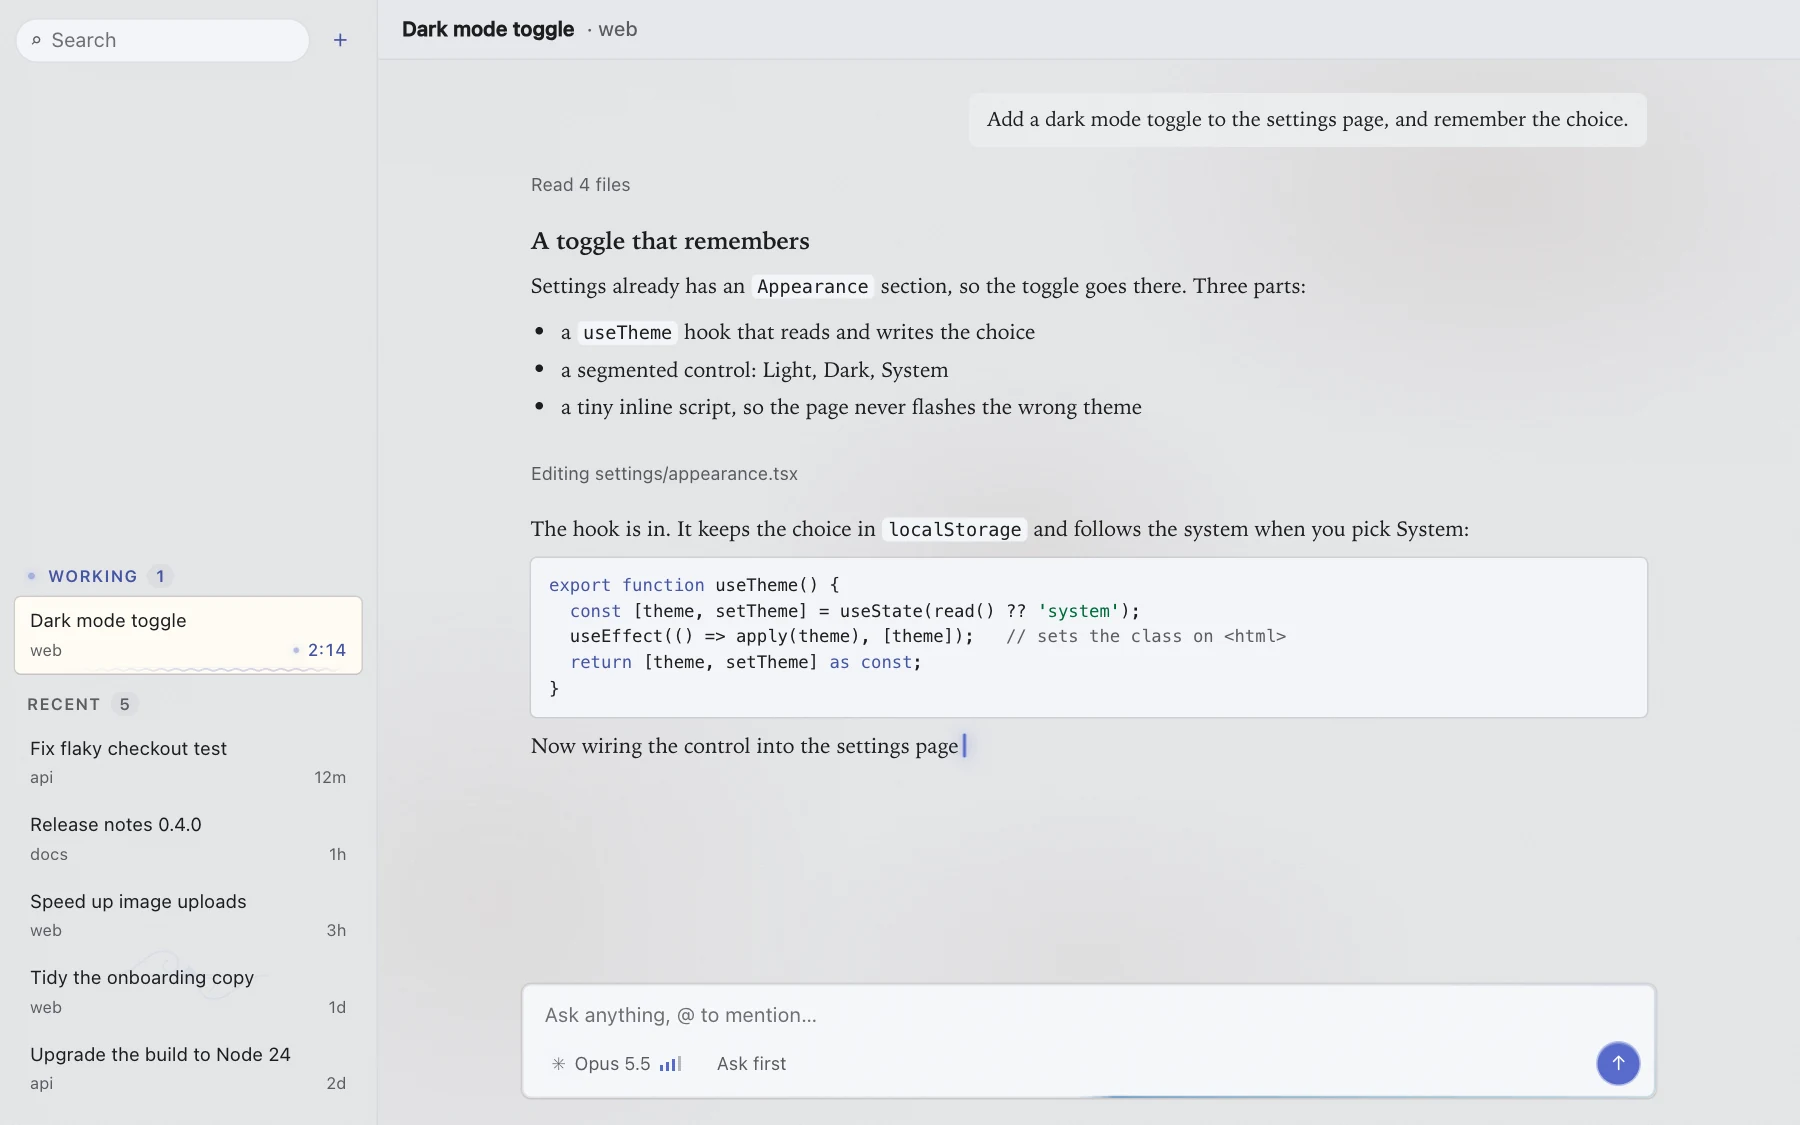 Search
+
Dark mode toggle · web
Add a dark mode toggle to the settings page, and remember the choice.
Read 4 files
A toggle that remembers
Settings already has an Appearance section, so the toggle goes there. Three parts:
• a useTheme hook that reads and writes the choice
• a segmented control: Light, Dark, System
• a tiny inline script, so the page never flashes the wrong theme
Editing settings/appearance.tsx
The hook is in. It keeps the choice in localStorage and follows the system when you pick System:
export function useTheme() {
  const [theme, setTheme] = useState(read() ?? 'system');
  useEffect(() => apply(theme), [theme]);   // sets the class on <html>
  return [theme, setTheme] as const;
}
Now wiring the control into the settings page
WORKING 1
Dark mode toggle
web 2:14
RECENT 5
Fix flaky checkout test
api 12m
Release notes 0.4.0
docs 1h
Speed up image uploads
web 3h
Tidy the onboarding copy
web 1d
Upgrade the build to Node 24
api 2d
Ask anything, @ to mention...
Opus 5.5 Ask first